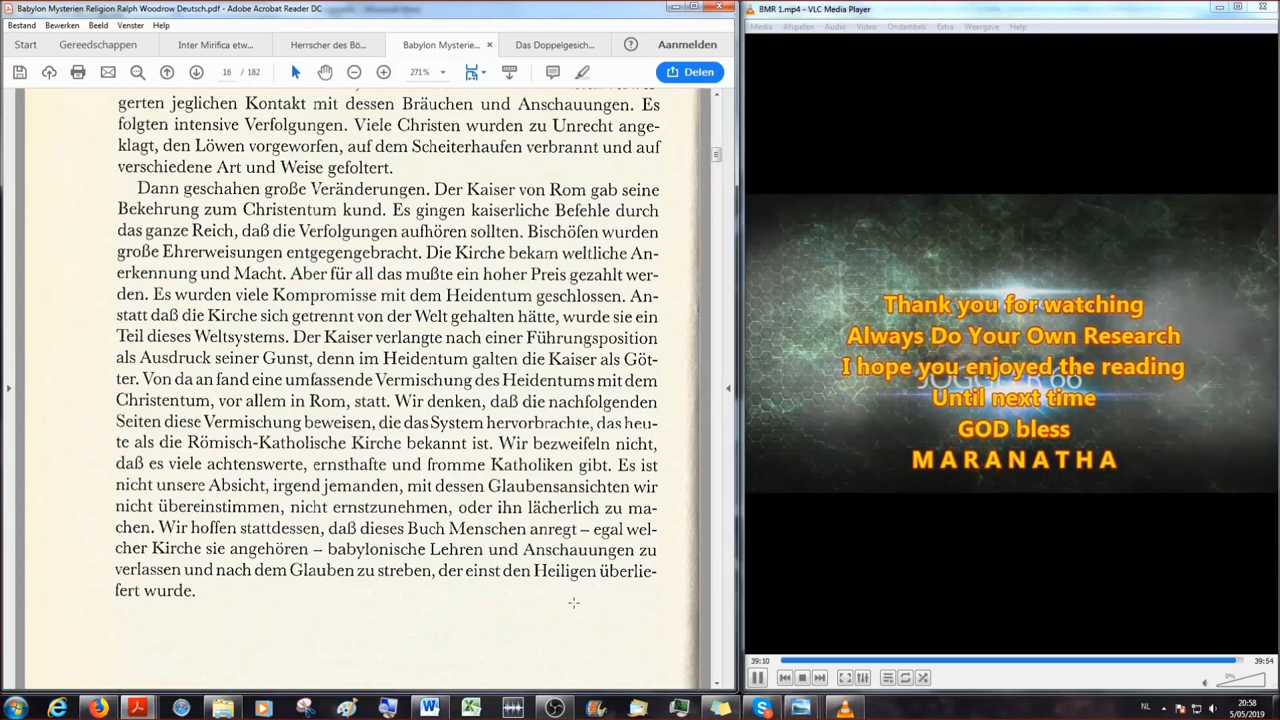 Babylon Mysterien Religion Ralph Woodrow Deutsch.pdf - Adobe Acrobat Reader DC
Bestand Bewerken Beeld Venster Help
Start Gereedschappen Inter Mirifica etw... Herrscher des Bö... Babylon Mysterie... × Das Doppelgesich... Aanmelden
16 / 182 271% Delen
gerten jeglichen Kontakt mit dessen Bräuchen und Anschauungen. Es
folgten intensive Verfolgungen. Viele Christen wurden zu Unrecht ange-
klagt, den Löwen vorgeworfen, auf dem Scheiterhaufen verbrannt und auf
verschiedene Art und Weise gefoltert.
Dann geschahen große Veränderungen. Der Kaiser von Rom gab seine
Bekehrung zum Christentum kund. Es gingen kaiserliche Befehle durch
das ganze Reich, daß die Verfolgungen aufhören sollten. Bischöfen wurden
große Ehrerweisungen entgegengebracht. Die Kirche bekam weltliche An-
erkennung und Macht. Aber für all das mußte ein hoher Preis gezahlt wer-
den. Es wurden viele Kompromisse mit dem Heidentum geschlossen. An-
statt daß die Kirche sich getrennt von der Welt gehalten hätte, wurde sie ein
Teil dieses Weltsystems. Der Kaiser verlange nach einer Führungsposition
als Ausdruck seiner Gunst, denn im Heidentum galten die Kaiser als Göt-
ter. Von da an fand eine umfassende Vermischung des Heidentums mit dem
Christentum, vor allen in Rom, statt. Wir denken, daß die nachfolgenden
Seiten diese Vermischung beweisen, die das System hervorbrachte, das heu-
te als die Römisch-Katholische Kirche bekannt ist. Wir bezweifeln nicht,
daß es viele achtenswerte, ernsthafte und fromme Katholiken gibt. Es ist
nicht unsere Absicht, irgend jemanden, mit dessen Glaubensansichten wir
nicht übereinstimmen, nicht ernstzunehmen, oder ihn lächerlich zu ma-
chen. Wir hoffen stattdessen, daß dieses Buch Menschen anregt – egal wel-
cher Kirche sie angehören – babylonische Lehren und Anschauungen zu
verlassen und nach dem Glauben zu streben, der einst den Heiligen überlie-
fert wurde.
BMR 1.mp4 - VLC Media Player
Media Afspelen Audio Video Ondertitels Extra Weergave Help
Thank you for watching
Always Do Your Own Research
I hope you enjoyed the reading
Until next time
GOD bless
M A R A N A T H A
39:10 39:54
0%
NL 20:58
5/05/2019